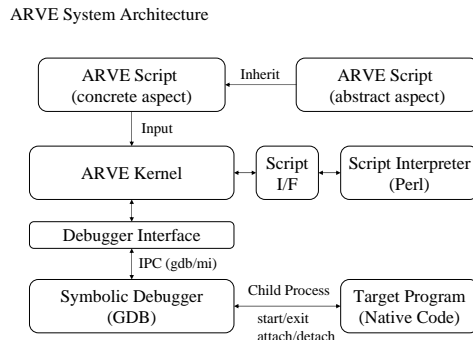 ARVE System Architecture
ARVE Script
(concrete aspect)
Inherit
ARVE Script
(abstract aspect)
Input
ARVE Kernel
Script
I/F
Script Interpreter
(Perl)
Debugger Interface
IPC (gdb/mi)
Symbolic Debugger
(GDB)
Child Process
start/exit
attach/detach
Target Program
(Native Code)